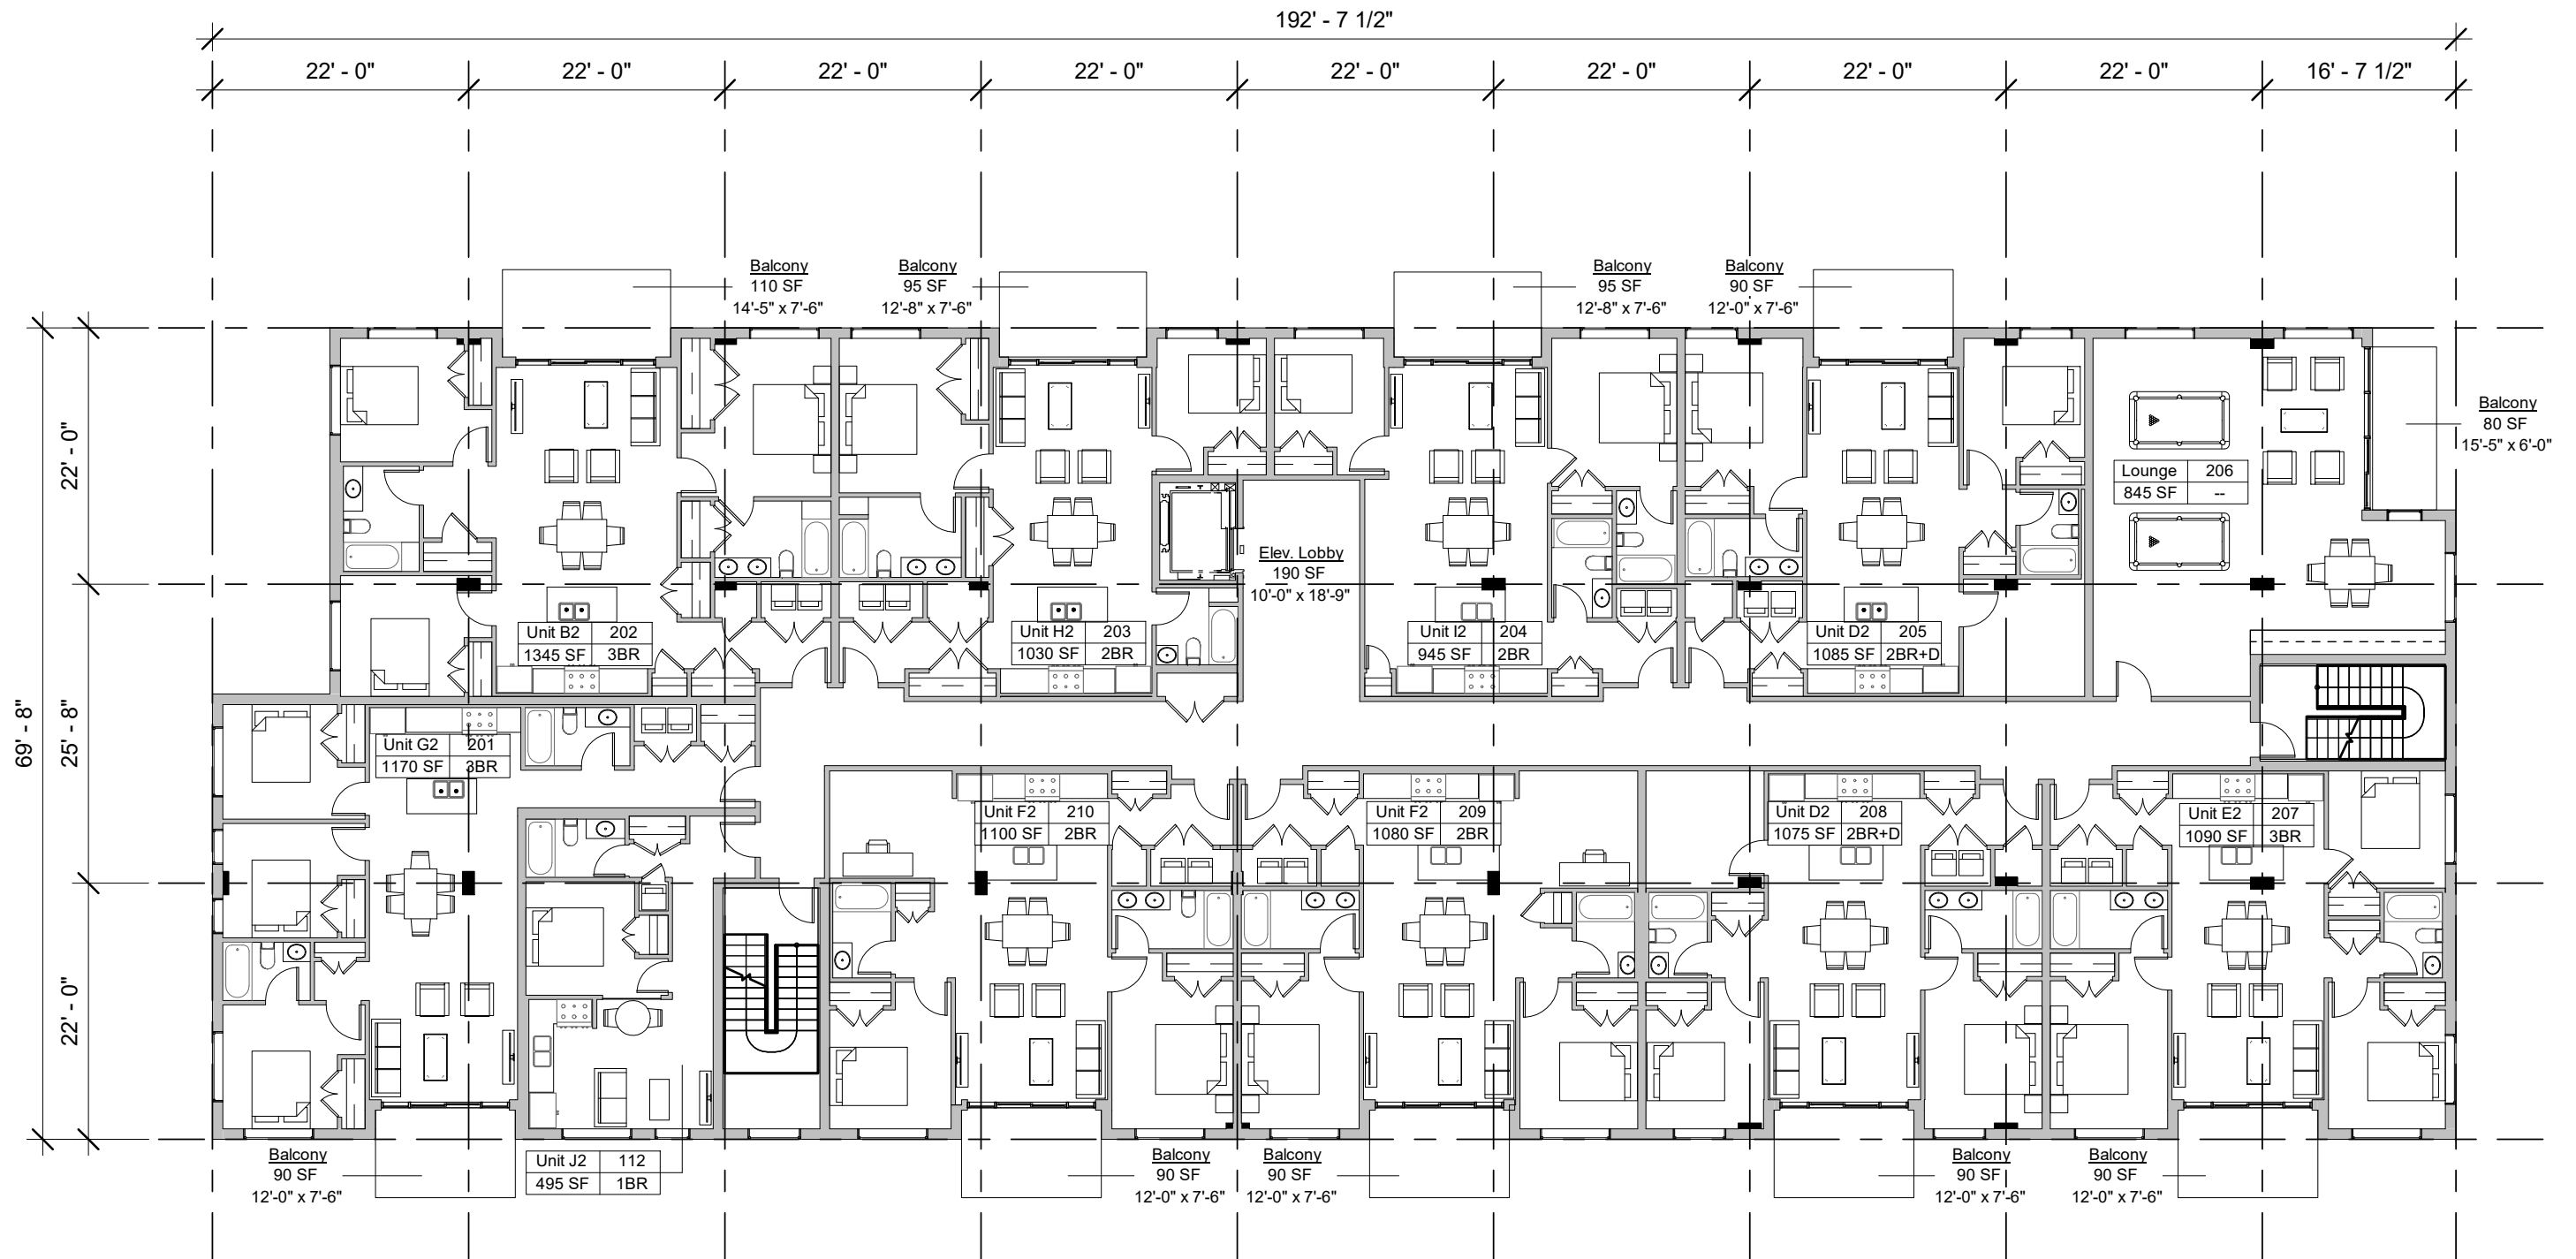 192' - 7 1/2"
22' - 0"
22' - 0"
22' - 0"
22' - 0"
22' - 0"
22' - 0"
22' - 0"
22' - 0"
16' - 7 1/2"
Balcony
110 SF
14'-5" x 7'-6"
Balcony
95 SF
12'-8" x 7'-6"
Balcony
95 SF
12'-8" x 7'-6"
Balcony
90 SF
12'-0" x 7'-6"
Balcony
80 SF
15'-5" x 6'-0"
69' - 8"
22' - 0"
25' - 8"
22' - 0"
Lounge 206
845 SF --
Elev. Lobby
190 SF
10'-0" x 18'-9"
Unit B2 202
1345 SF 3BR
Unit H2 203
1030 SF 2BR
Unit I2 204
945 SF 2BR
Unit D2 205
1085 SF 2BR+D
Unit G2 201
1170 SF 3BR
Unit F2 210
1100 SF 2BR
Unit F2 209
1080 SF 2BR
Unit D2 208
1075 SF 2BR+D
Unit E2 207
1090 SF 3BR
Balcony
90 SF
12'-0" x 7'-6"
Unit J2 112
495 SF 1BR
Balcony
90 SF
12'-0" x 7'-6"
Balcony
90 SF
12'-0" x 7'-6"
Balcony
90 SF
12'-0" x 7'-6"
Balcony
90 SF
12'-0" x 7'-6"